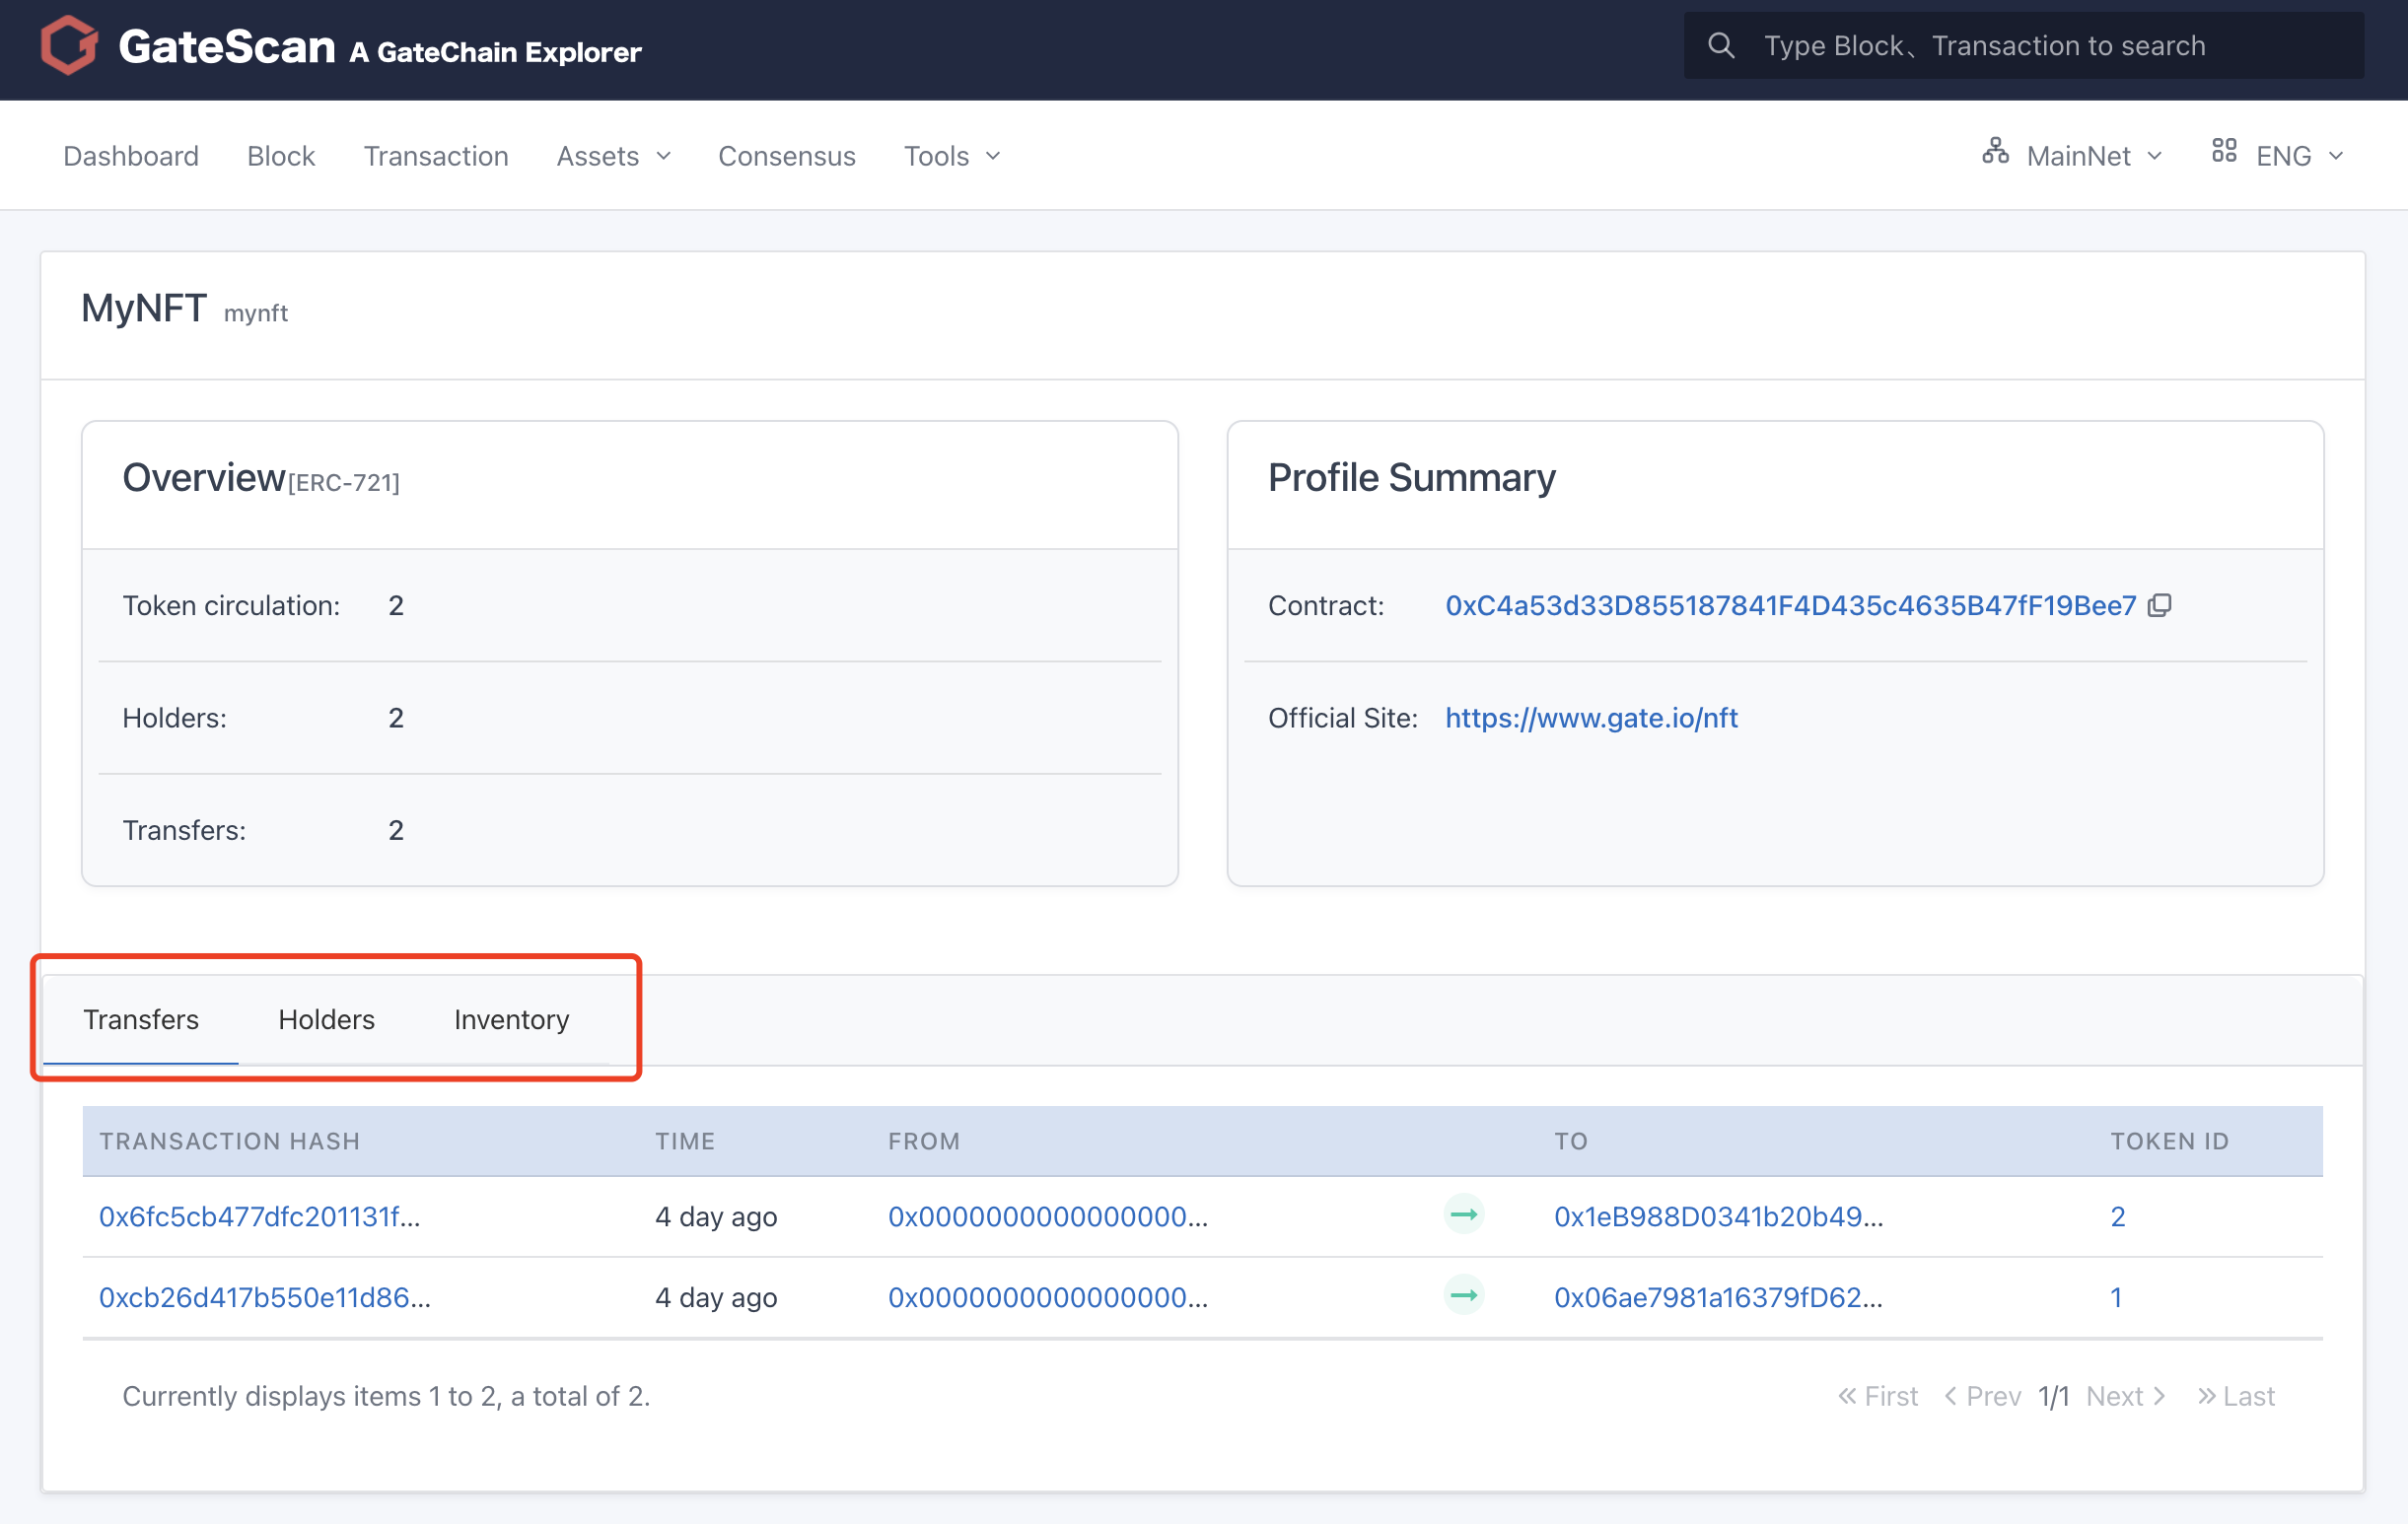 GateScan A GateChain Explorer
Type Block、Transaction to search
Dashboard Block Transaction Assets Consensus Tools MainNet ENG
MyNFT mynft
Overview[ERC-721]
Token circulation: 2
Holders: 2
Transfers: 2
Profile Summary
Contract: 0xC4a53d33D855187841F4D435c4635B47fF19Bee7
Official Site: https://www.gate.io/nft
Transfers Holders Inventory
TRANSACTION HASH TIME FROM TO TOKEN ID
0x6fc5cb477dfc201131f... 4 day ago 0x0000000000000000... 0x1eB988D0341b20b49... 2
0xcb26d417b550e11d86... 4 day ago 0x0000000000000000... 0x06ae7981a16379fD62... 1
Currently displays items 1 to 2, a total of 2.
« First < Prev 1/1 Next > » Last